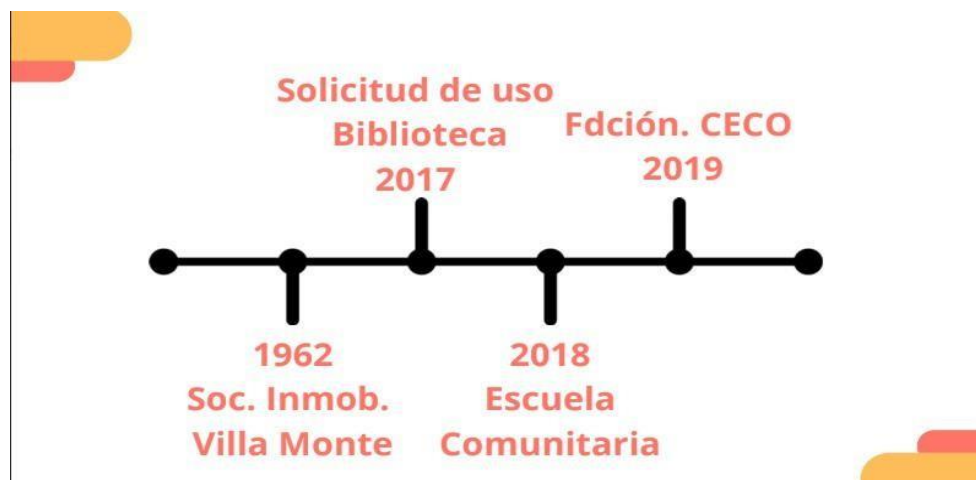 Solicitud de uso
Biblioteca
2017
Fdción. CECO
2019
1962
Soc. Inmob.
Villa Monte
2018
Escuela
Comunitaria